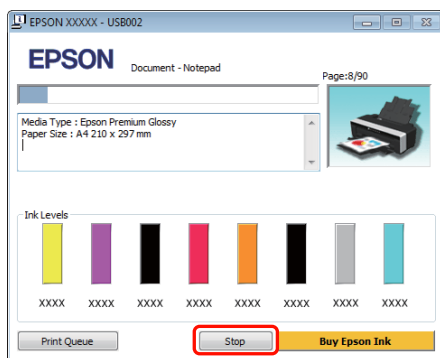 EPSON XXXXX - USB002
EPSON
Document - Notepad
Page:8/90
Media Type : Epson Premium Glossy
Paper Size : A4 210 x 297 mm
Ink Levels
XXXX XXXX XXXX XXXX XXXX XXXX XXXX XXXX
Print Queue Stop Buy Epson Ink